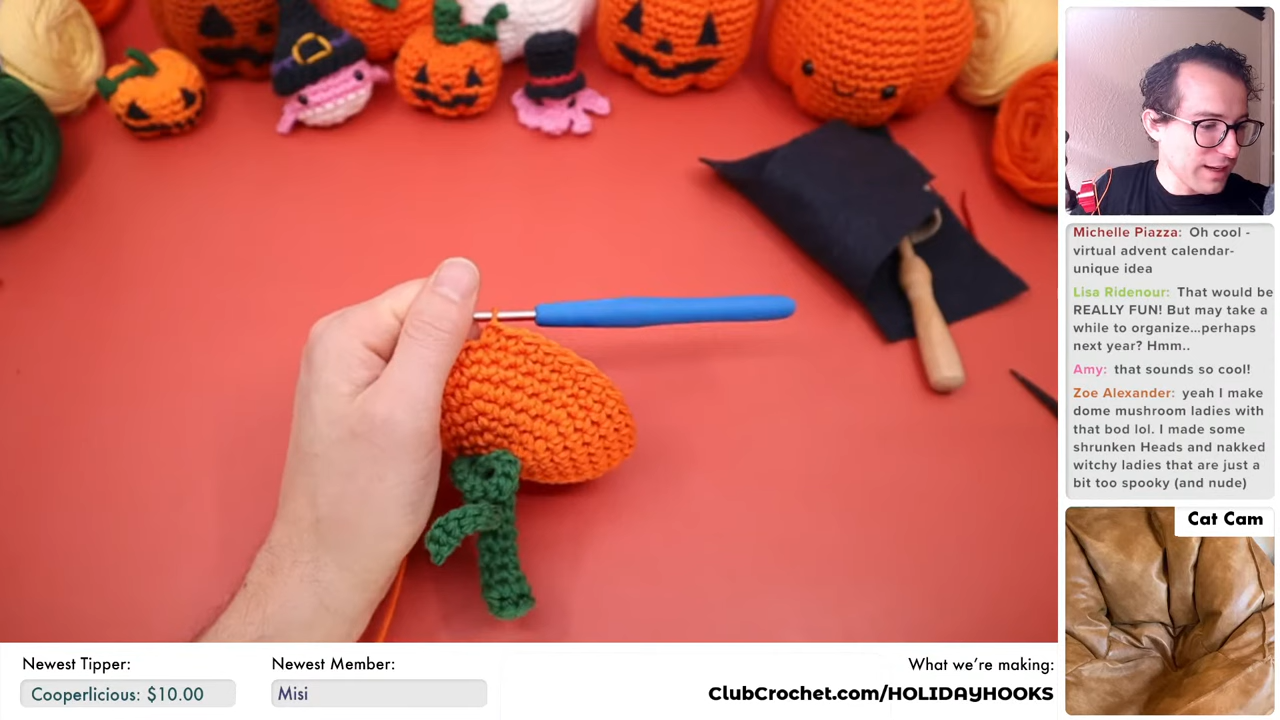 Michelle Piazza: Oh cool -
virtual advent calendar-
unique idea
Lisa Ridenour: That would be
REALLY FUN! But may take a
while to organize...perhaps
next year? Hmm..
Amy: that sounds so cool!
Zoe Alexander: yeah I make
dome mushroom ladies with
that bod lol. I made some
shrunken Heads and nakked
witchy ladies that are just a
bit too spooky (and nude)
Cat Cam
Newest Tipper:
Cooperlicious: $10.00
Newest Member:
Misi
What we're making:
ClubCrochet.com/HOLIDAYHOOKS